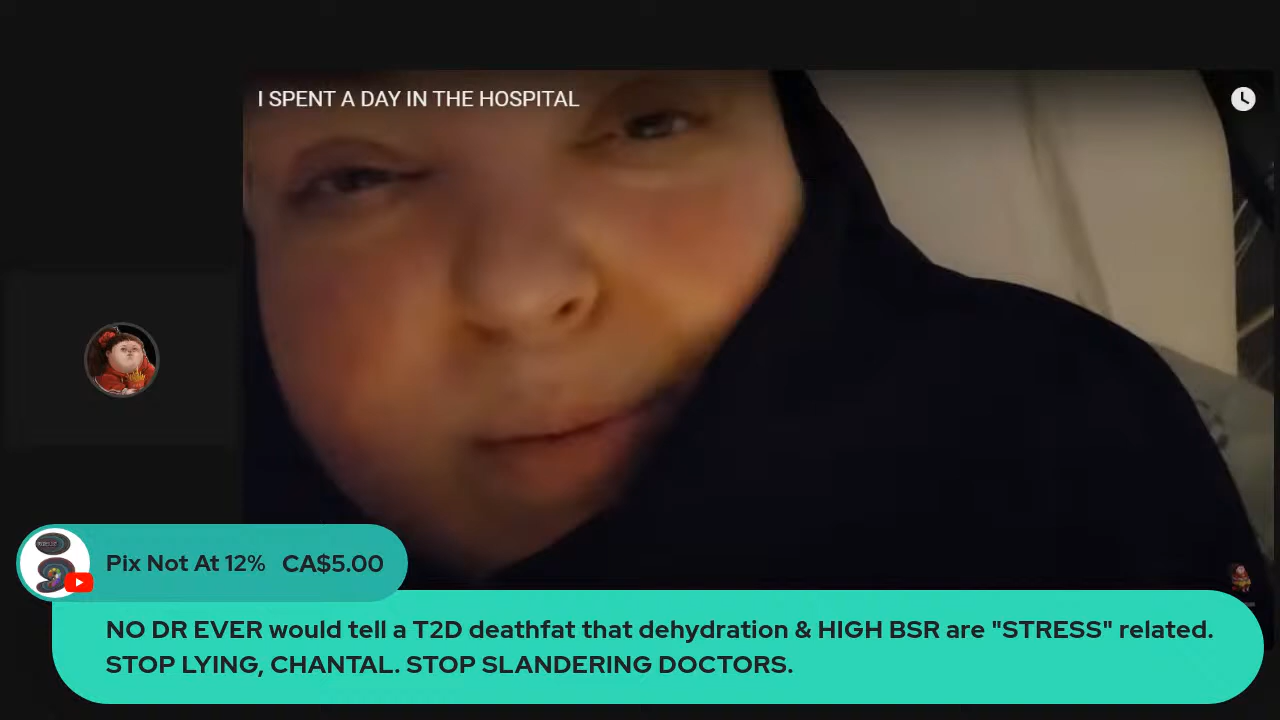 I SPENT A DAY IN THE HOSPITAL
Pix Not At 12% CA$5.00
NO DR EVER would tell a T2D deathfat that dehydration & HIGH BSR are "STRESS" related.
STOP LYING, CHANTAL. STOP SLANDERING DOCTORS.